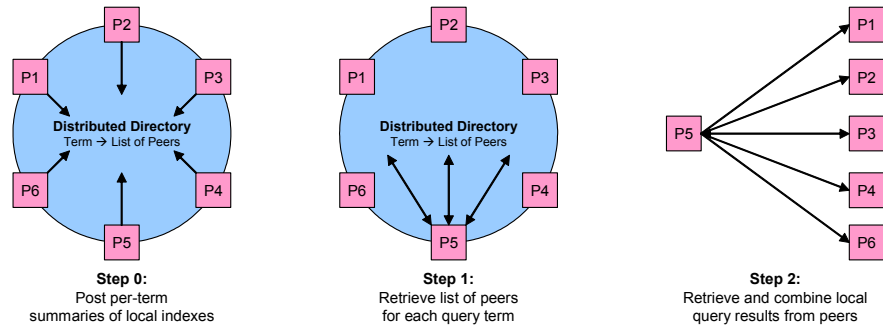 P2
P1
P3
Distributed Directory
Term → List of Peers
P6
P4
P5
Step 0:
Post per-term
summaries of local indexes
P2
P1
P3
Distributed Directory
Term → List of Peers
P6
P4
P5
Step 1:
Retrieve list of peers
for each query term
P1
P2
P5
P3
P4
P6
Step 2:
Retrieve and combine local
query results from peers